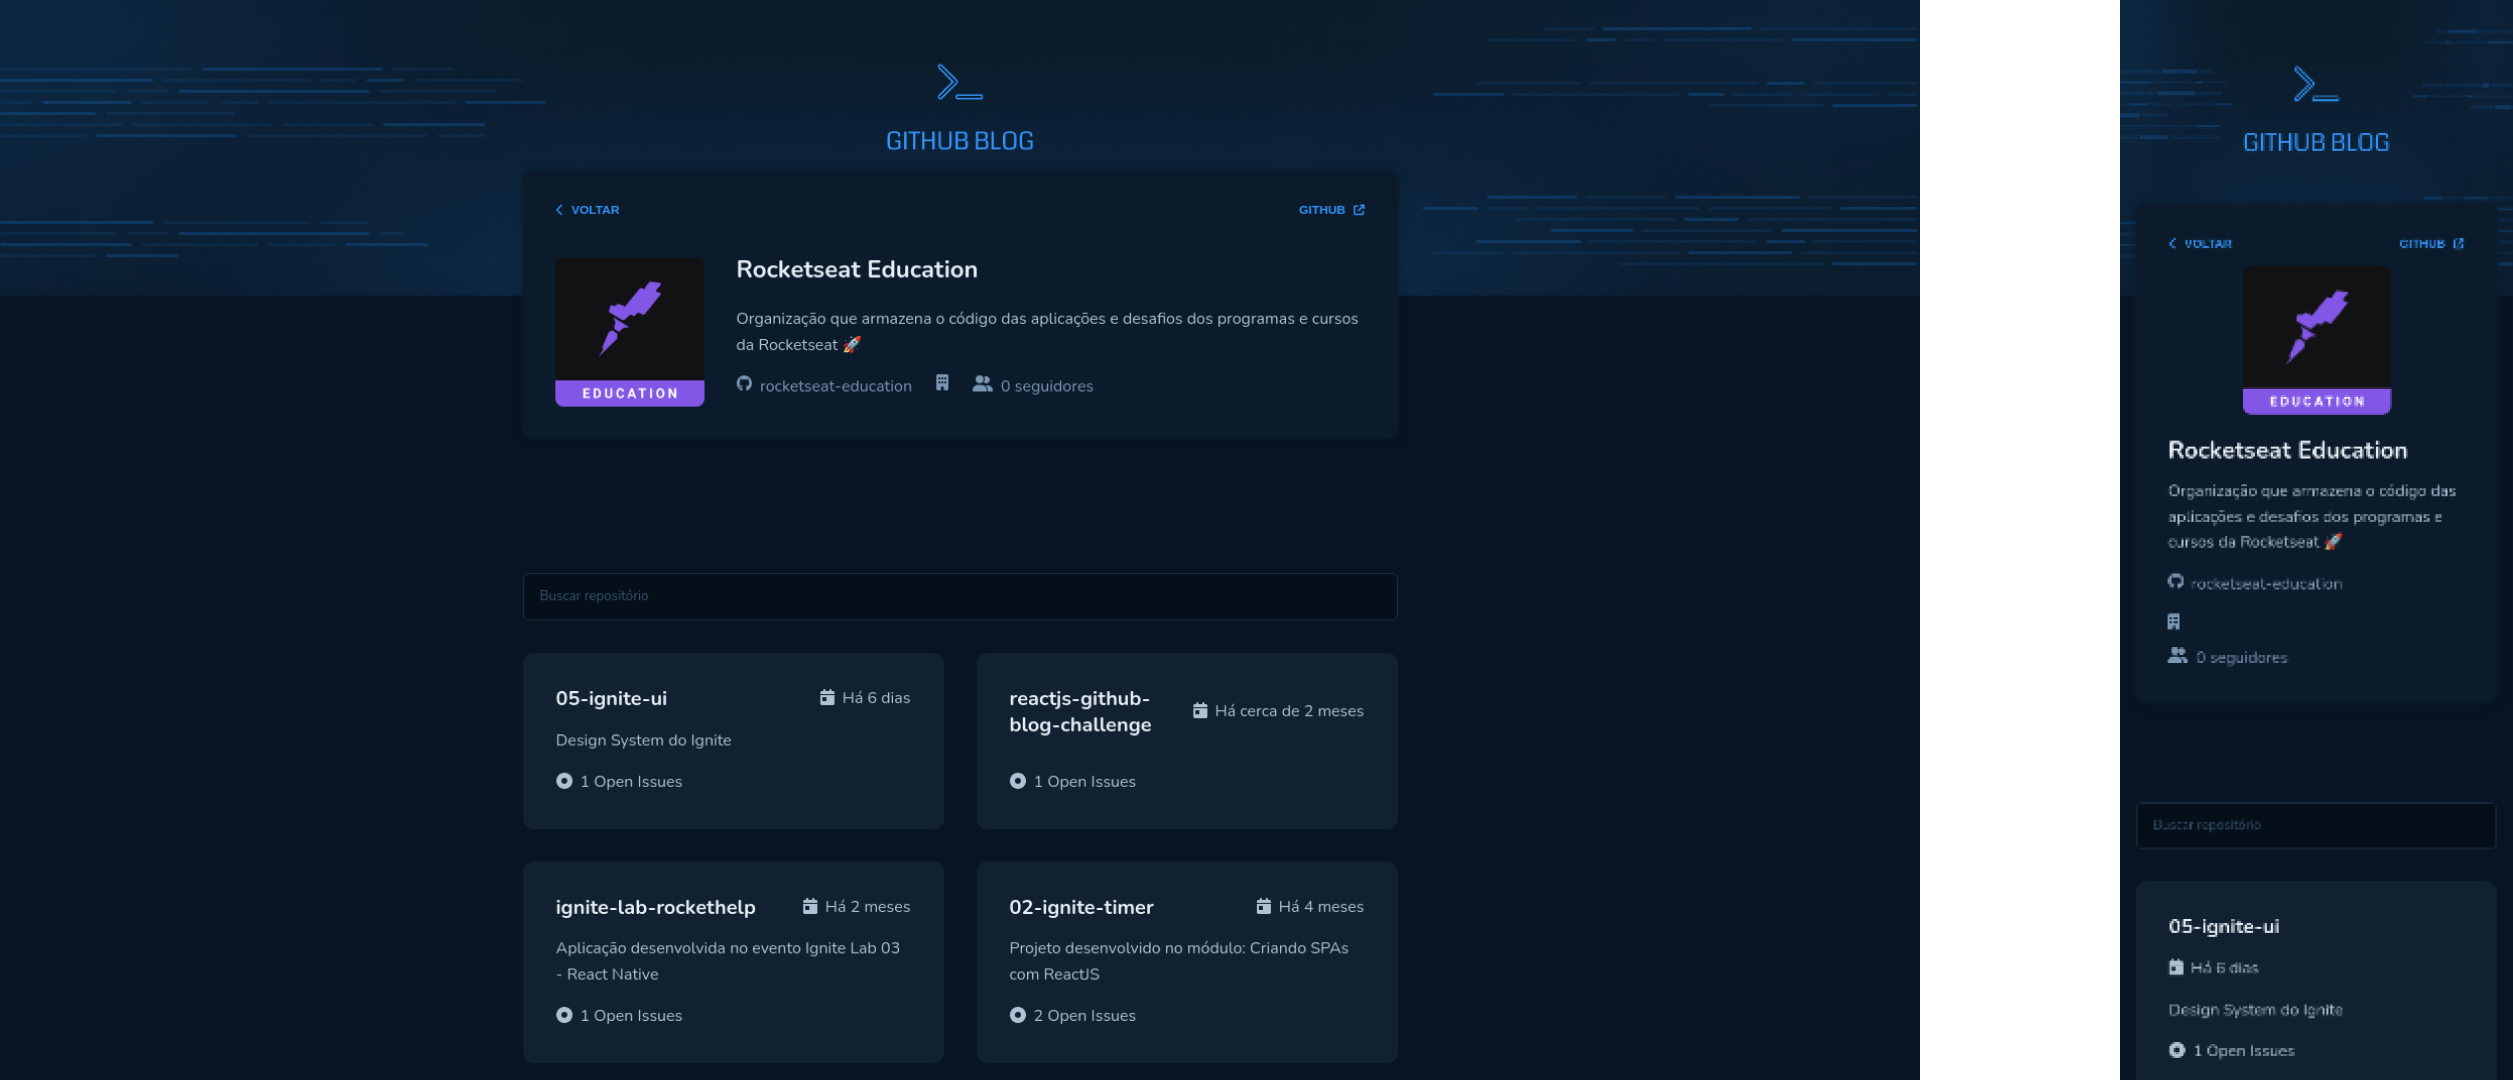 GITHUB BLOG
VOLTAR
GITHUB
EDUCATION
Rocketseat Education
Organização que armazena o código das aplicações e desafios dos programas e cursos
da Rocketseat 🚀
rocketseat-education
0 seguidores
Buscar repositório
05-ignite-ui
Há 6 dias
Design System do Ignite
1 Open Issues
reactjs-github-
blog-challenge
Há cerca de 2 meses
1 Open Issues
ignite-lab-rockethelp
Há 2 meses
Aplicação desenvolvida no evento Ignite Lab 03
- React Native
1 Open Issues
02-ignite-timer
Há 4 meses
Projeto desenvolvido no módulo: Criando SPAs
com ReactJS
2 Open Issues
GITHUB BLOG
VOLTAR
GITHUB
EDUCATION
Rocketseat Education
Organização que armazena o código das
aplicações e desafios dos programas e
cursos da Rocketseat 🚀
rocketseat-education
0 seguidores
Buscar repositório
05-ignite-ui
Há 6 dias
Design System do Ignite
1 Open Issues